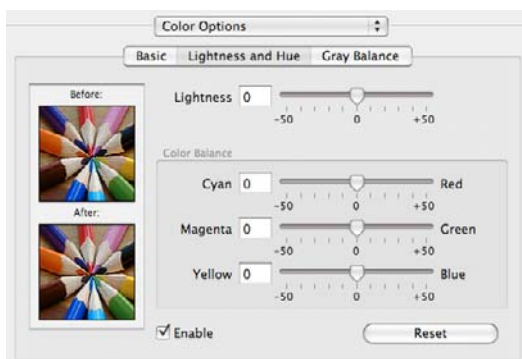 Color Options
Basic Lightness and Hue Gray Balance
Before:
After:
Lightness 0
-50 0 +50
Color Balance
Cyan 0 Red
-50 0 +50
Magenta 0 Green
-50 0 +50
Yellow 0 Blue
-50 0 +50
Enable
Reset